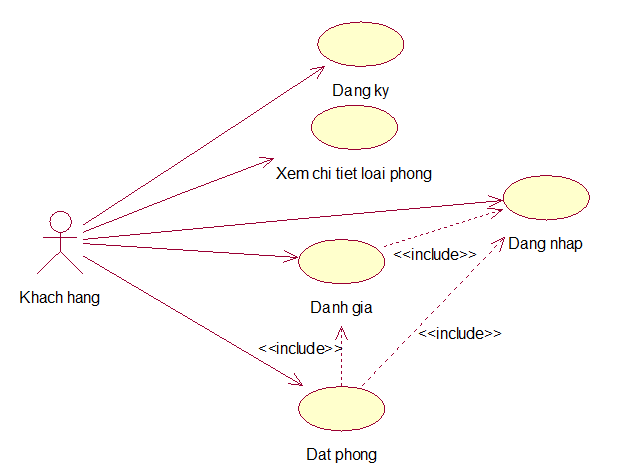 Dang ky
Xem chi tiet loai phong
Dang nhap
<<include>>
Khach hang
Danh gia
<<include>>
<<include>>
Dat phong